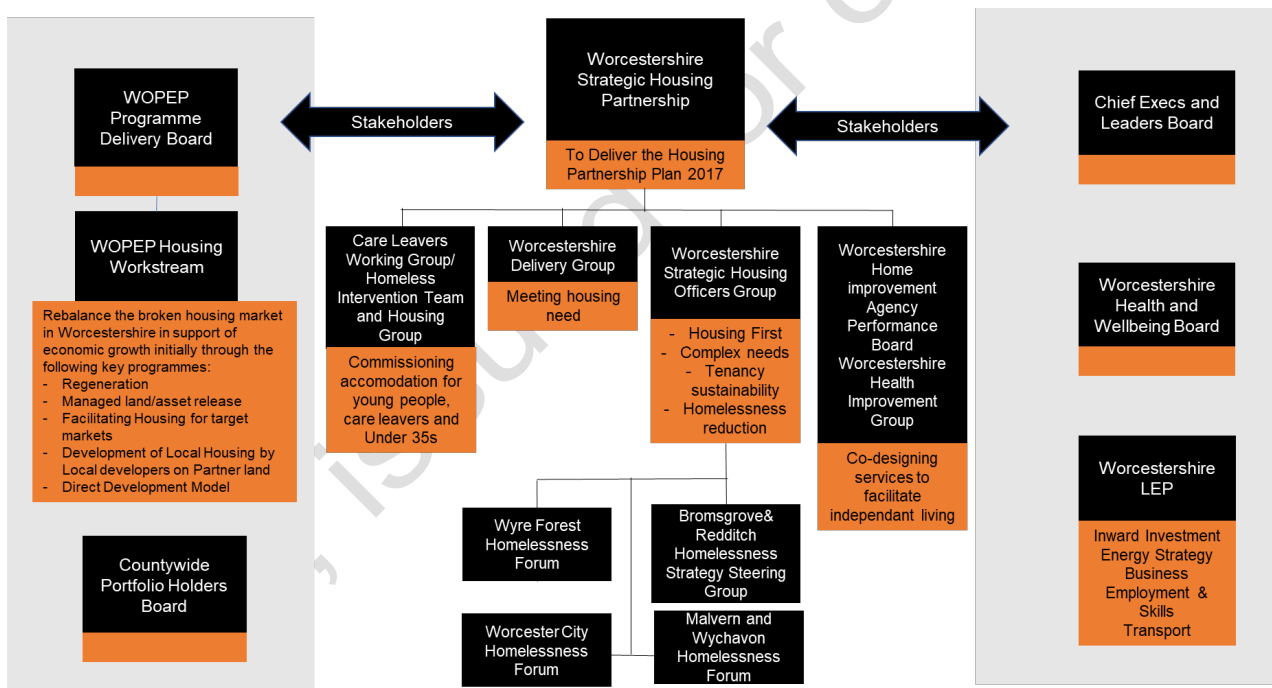 WOPEP
Programme
Delivery Board
WOPEP Housing
Workstream
Rebalance the broken housing market
in Worcestershire in support of
economic growth initially through the
following key programmes:
- Regeneration
- Managed land/asset release
- Facilitating Housing for target
markets
- Development of Local Housing by
Local developers on Partner land
- Direct Development Model
Countywide
Portfolio Holders
Board
Stakeholders
Worcestershire
Strategic Housing
Partnership
To Deliver the Housing
Partnership Plan 2017
Stakeholders
Care Leavers
Working Group/
Homeless
Intervention Team
and Housing
Group
Commissioning
accomodation for
young people,
care leavers and
Under 35s
Worcestershire
Delivery Group
Meeting housing
need
Worcestershire
Strategic Housing
Officers Group
- Housing First
- Complex needs
- Tenancy
sustainability
- Homelessness
reduction
Worcestershire
Home
improvement
Agency
Performance
Board
Worcestershire
Health
Improvement
Group
Co-designing
services to
facilitate
independant living
Wyre Forest
Homelessness
Forum
Bromsgrove&
Redditch
Homelessness
Strategy Steering
Group
Worcester City
Homelessness
Forum
Malvern and
Wychavon
Homelessness
Forum
Chief Execs and
Leaders Board
Worcestershire
Health and
Wellbeing Board
Worcestershire
LEP
Inward Investment
Energy Strategy
Business
Employment &
Skills
Transport